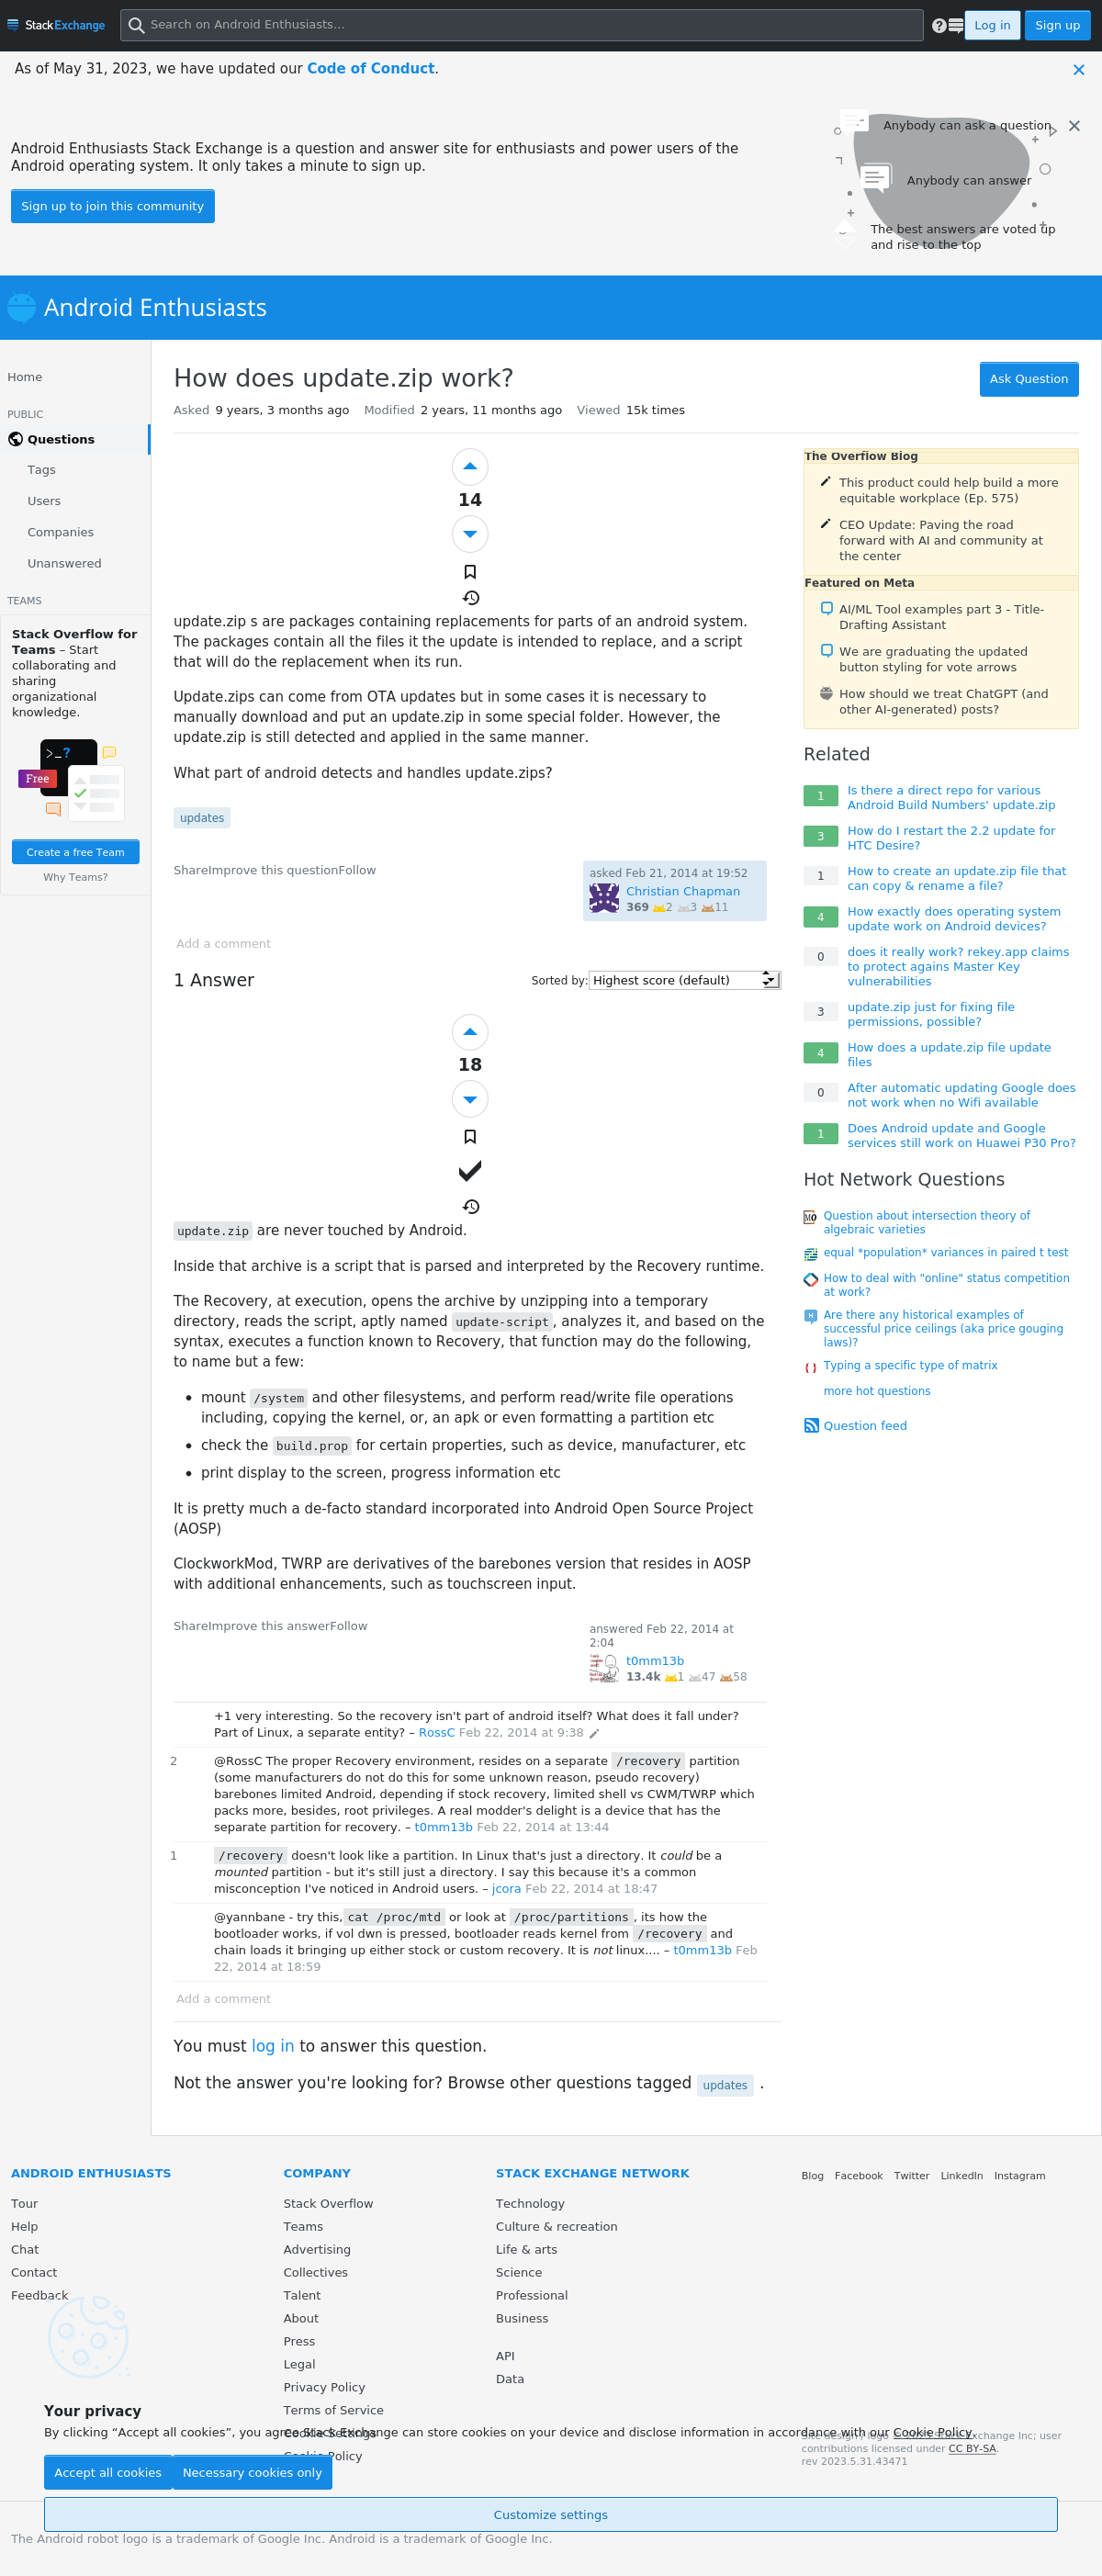 StackExchange
Search on Android Enthusiasts…
Log in
Sign up
As of May 31, 2023, we have updated our Code of Conduct.
Android Enthusiasts Stack Exchange is a question and answer site for enthusiasts and power users of the
Android operating system. It only takes a minute to sign up.
Sign up to join this community
Anybody can ask a question
Anybody can answer
The best answers are voted up
and rise to the top
Android Enthusiasts
Home
PUBLIC
Questions
Tags
Users
Companies
Unanswered
TEAMS
Stack Overflow for
Teams – Start
collaborating and
sharing
organizational
knowledge.
>_?
Free
Create a free Team
Why Teams?
How does update.zip work?
Ask Question
Asked 9 years, 3 months ago Modified 2 years, 11 months ago Viewed 15k times
14
update.zip s are packages containing replacements for parts of an android system.
The packages contain all the files it the update is intended to replace, and a script
that will do the replacement when its run.
Update.zips can come from OTA updates but in some cases it is necessary to
manually download and put an update.zip in some special folder. However, the
update.zip is still detected and applied in the same manner.
What part of android detects and handles update.zips?
updates
ShareImprove this questionFollow
asked Feb 21, 2014 at 19:52
Christian Chapman
369 2 3 11
Add a comment
1 Answer
Sorted by: Highest score (default)
18
update.zip are never touched by Android.
Inside that archive is a script that is parsed and interpreted by the Recovery runtime.
The Recovery, at execution, opens the archive by unzipping into a temporary
directory, reads the script, aptly named update-script, analyzes it, and based on the
syntax, executes a function known to Recovery, that function may do the following,
to name but a few:
• mount /system and other filesystems, and perform read/write file operations
including, copying the kernel, or, an apk or even formatting a partition etc
• check the build.prop for certain properties, such as device, manufacturer, etc
• print display to the screen, progress information etc
It is pretty much a de-facto standard incorporated into Android Open Source Project
(AOSP)
ClockworkMod, TWRP are derivatives of the barebones version that resides in AOSP
with additional enhancements, such as touchscreen input.
ShareImprove this answerFollow
answered Feb 22, 2014 at
2:04
t0mm13b
13.4k 1 47 58
+1 very interesting. So the recovery isn't part of android itself? What does it fall under?
Part of Linux, a separate entity? – RossC Feb 22, 2014 at 9:38
2
@RossC The proper Recovery environment, resides on a separate /recovery partition
(some manufacturers do not do this for some unknown reason, pseudo recovery)
barebones limited Android, depending if stock recovery, limited shell vs CWM/TWRP which
packs more, besides, root privileges. A real modder's delight is a device that has the
separate partition for recovery. – t0mm13b Feb 22, 2014 at 13:44
1
/recovery doesn't look like a partition. In Linux that's just a directory. It could be a
mounted partition - but it's still just a directory. I say this because it's a common
misconception I've noticed in Android users. – jcora Feb 22, 2014 at 18:47
@yannbane - try this, cat /proc/mtd or look at /proc/partitions, its how the
bootloader works, if vol dwn is pressed, bootloader reads kernel from /recovery and
chain loads it bringing up either stock or custom recovery. It is not linux.... – t0mm13b Feb
22, 2014 at 18:59
Add a comment
You must log in to answer this question.
Not the answer you're looking for? Browse other questions tagged updates .
The Overflow Blog
This product could help build a more
equitable workplace (Ep. 575)
CEO Update: Paving the road
forward with AI and community at
the center
Featured on Meta
AI/ML Tool examples part 3 - Title-
Drafting Assistant
We are graduating the updated
button styling for vote arrows
How should we treat ChatGPT (and
other AI-generated) posts?
Related
1 Is there a direct repo for various
Android Build Numbers' update.zip
3 How do I restart the 2.2 update for
HTC Desire?
1 How to create an update.zip file that
can copy & rename a file?
4 How exactly does operating system
update work on Android devices?
0 does it really work? rekey.app claims
to protect agains Master Key
vulnerabilities
3 update.zip just for fixing file
permissions, possible?
4 How does a update.zip file update
files
0 After automatic updating Google does
not work when no Wifi available
1 Does Android update and Google
services still work on Huawei P30 Pro?
Hot Network Questions
Question about intersection theory of
algebraic varieties
equal *population* variances in paired t test
How to deal with "online" status competition
at work?
Are there any historical examples of
successful price ceilings (aka price gouging
laws)?
Typing a specific type of matrix
more hot questions
Question feed
ANDROID ENTHUSIASTS
Tour
Help
Chat
Contact
Feedback
COMPANY
Stack Overflow
Teams
Advertising
Collectives
Talent
About
Press
Legal
Privacy Policy
Terms of Service
Cookie Settings
Cookie Policy
STACK EXCHANGE NETWORK
Technology
Culture & recreation
Life & arts
Science
Professional
Business
API
Data
Blog Facebook Twitter LinkedIn Instagram
Site design / logo © 2023 Stack Exchange Inc; user
contributions licensed under CC BY-SA.
rev 2023.5.31.43471
Your privacy
By clicking “Accept all cookies”, you agree Stack Exchange can store cookies on your device and disclose information in accordance with our Cookie Policy.
Accept all cookies
Necessary cookies only
Customize settings
The Android robot logo is a trademark of Google Inc. Android is a trademark of Google Inc.